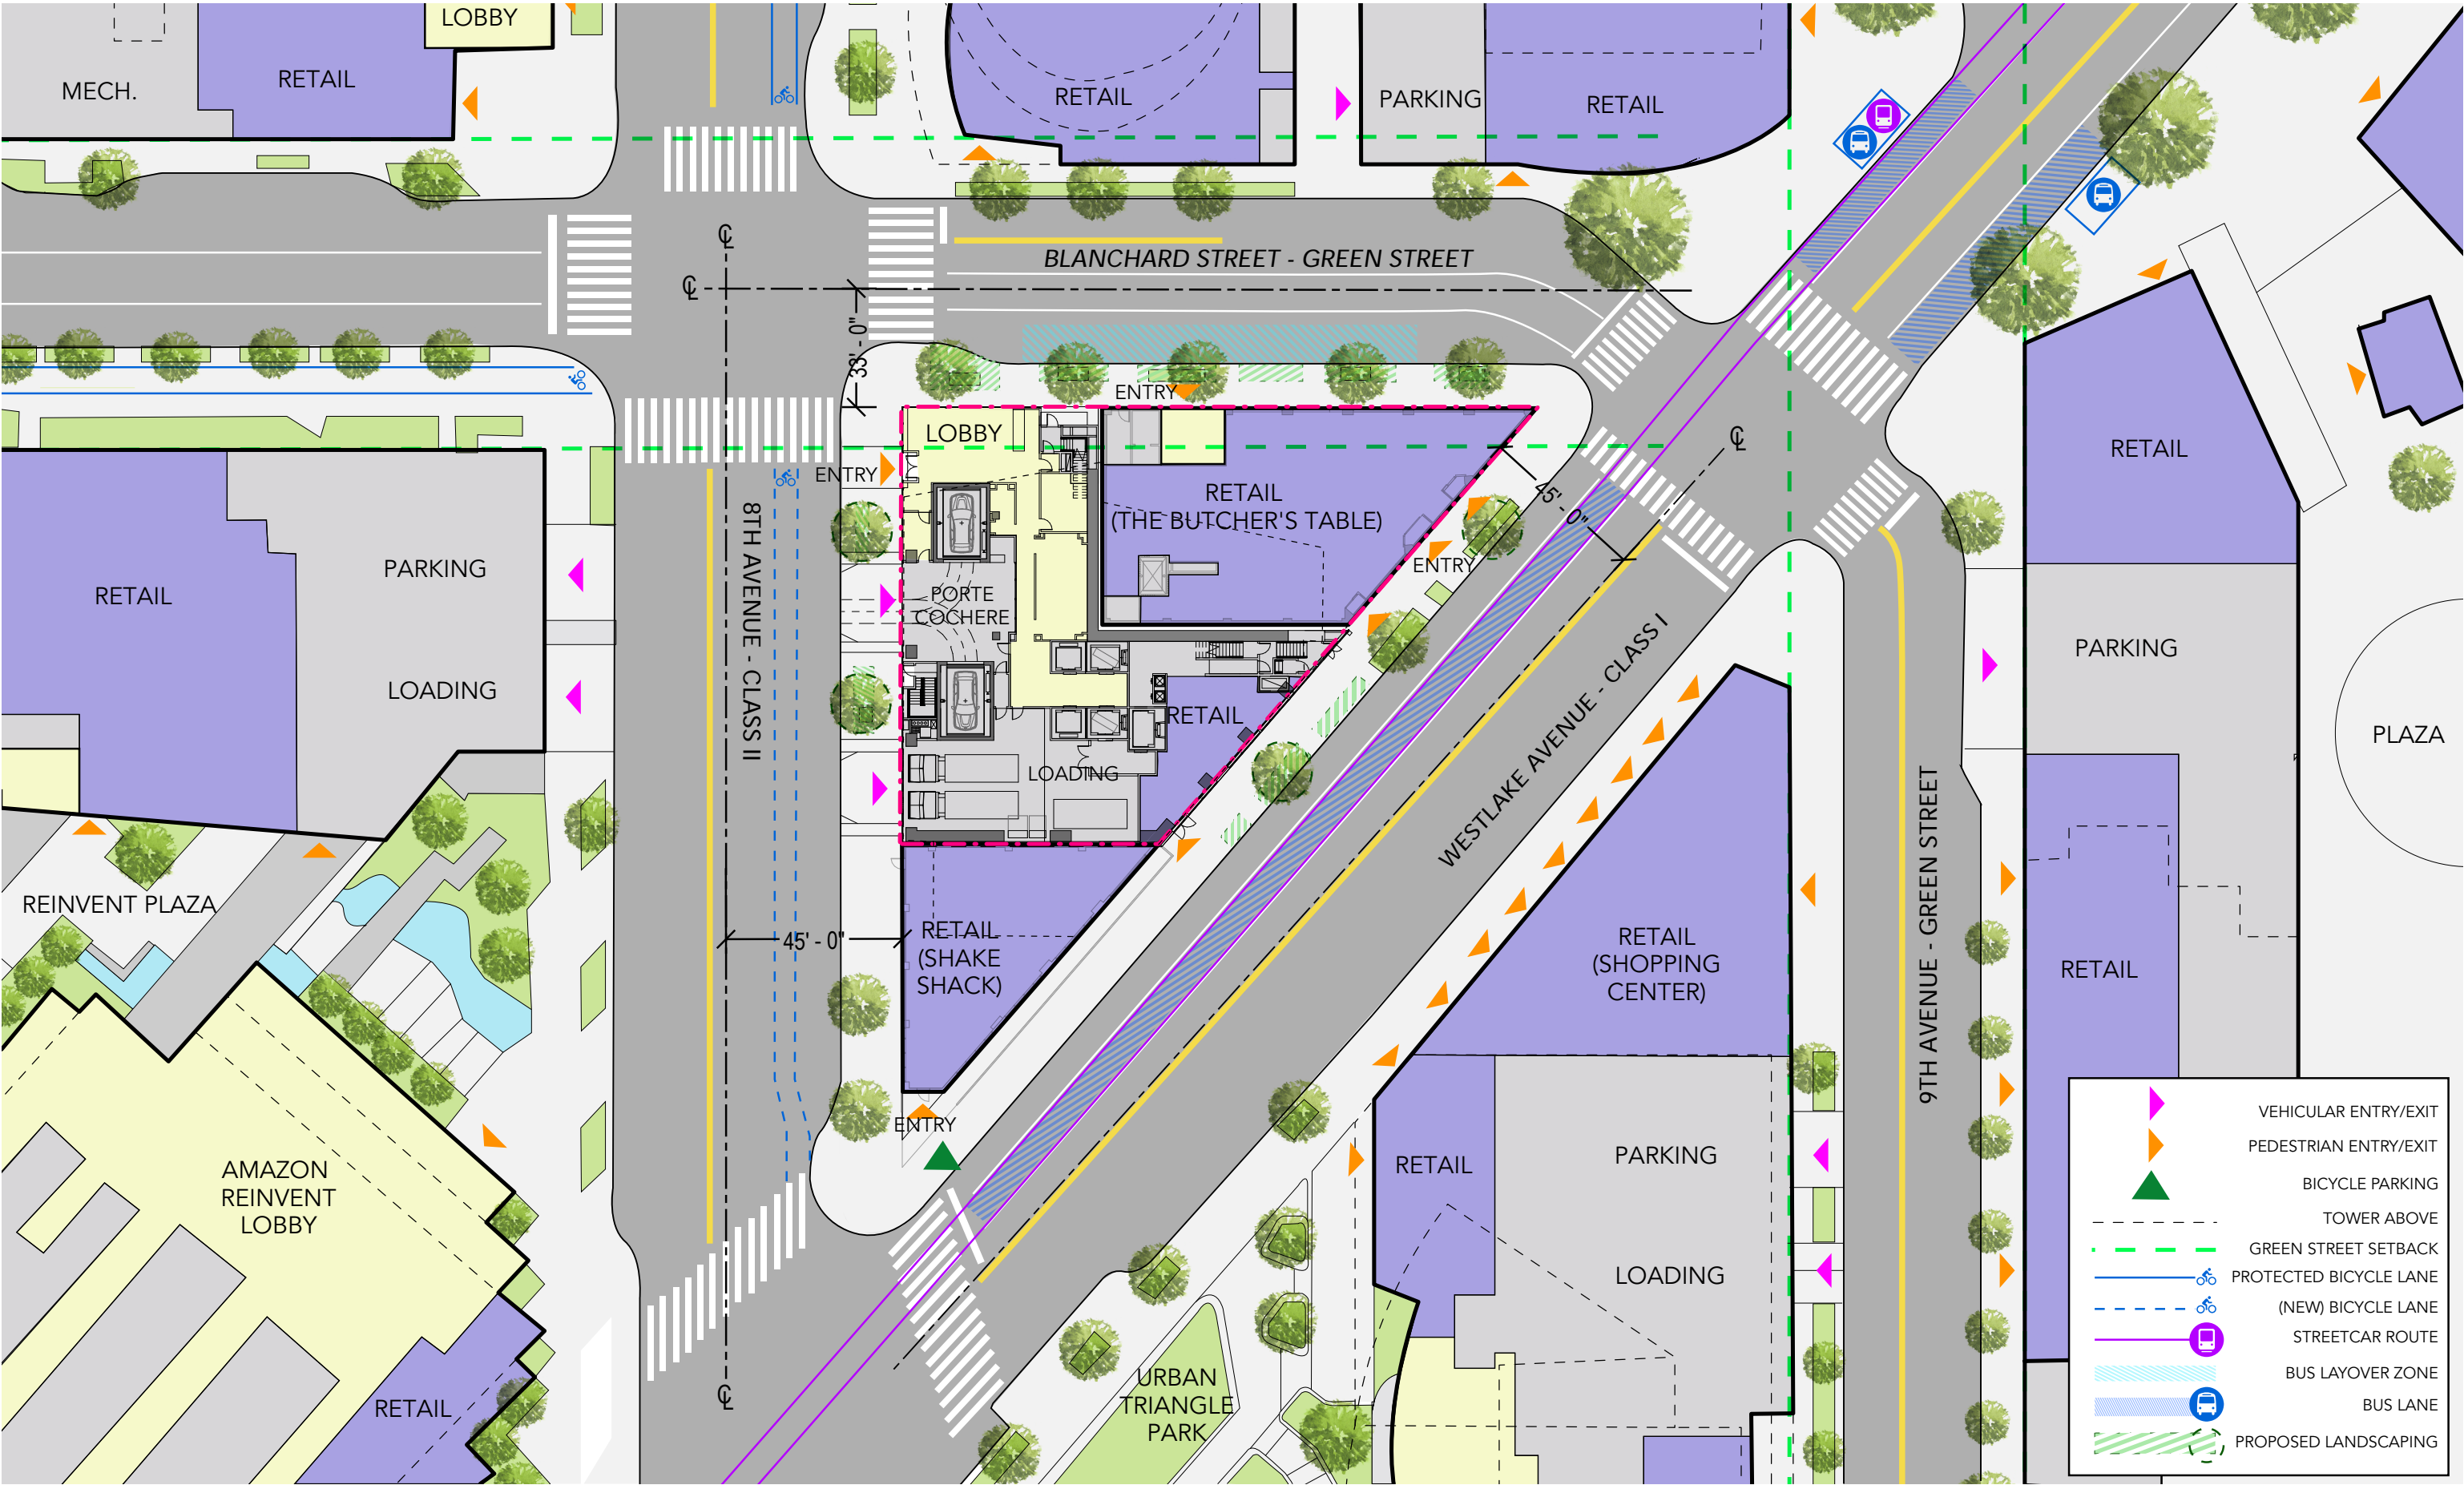 LOBBY
MECH.
RETAIL
RETAIL
PARKING
RETAIL
℄
BLANCHARD STREET - GREEN STREET
℄
33' - 0"
ENTRY
LOBBY
℄
ENTRY
RETAIL
(THE BUTCHER'S TABLE)
45' - 0"
RETAIL
8TH AVENUE - CLASS II
PARKING
RETAIL
ENTRY
PORTE
COCHERE
WESTLAKE AVENUE - CLASS I
PARKING
LOADING
RETAIL
PLAZA
LOADING
9TH AVENUE - GREEN STREET
REINVENT PLAZA
RETAIL
(SHAKE
SHACK)
45' - 0"
RETAIL
(SHOPPING
CENTER)
RETAIL
ENTRY
AMAZON
REINVENT
LOBBY
RETAIL
PARKING
LOADING
℄
URBAN
TRIANGLE
PARK
RETAIL
VEHICULAR ENTRY/EXIT
PEDESTRIAN ENTRY/EXIT
BICYCLE PARKING
TOWER ABOVE
GREEN STREET SETBACK
PROTECTED BICYCLE LANE
(NEW) BICYCLE LANE
STREETCAR ROUTE
BUS LAYOVER ZONE
BUS LANE
PROPOSED LANDSCAPING